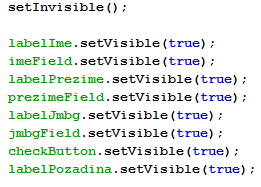 setInvisible();
labelIme.setVisible(true);
imeField.setVisible(true);
labelPrezime.setVisible(true);
prezimeField.setVisible(true);
labelJmbg.setVisible(true);
jmbgField.setVisible(true);
checkButton.setVisible(true);
labelPozadina.setVisible(true);